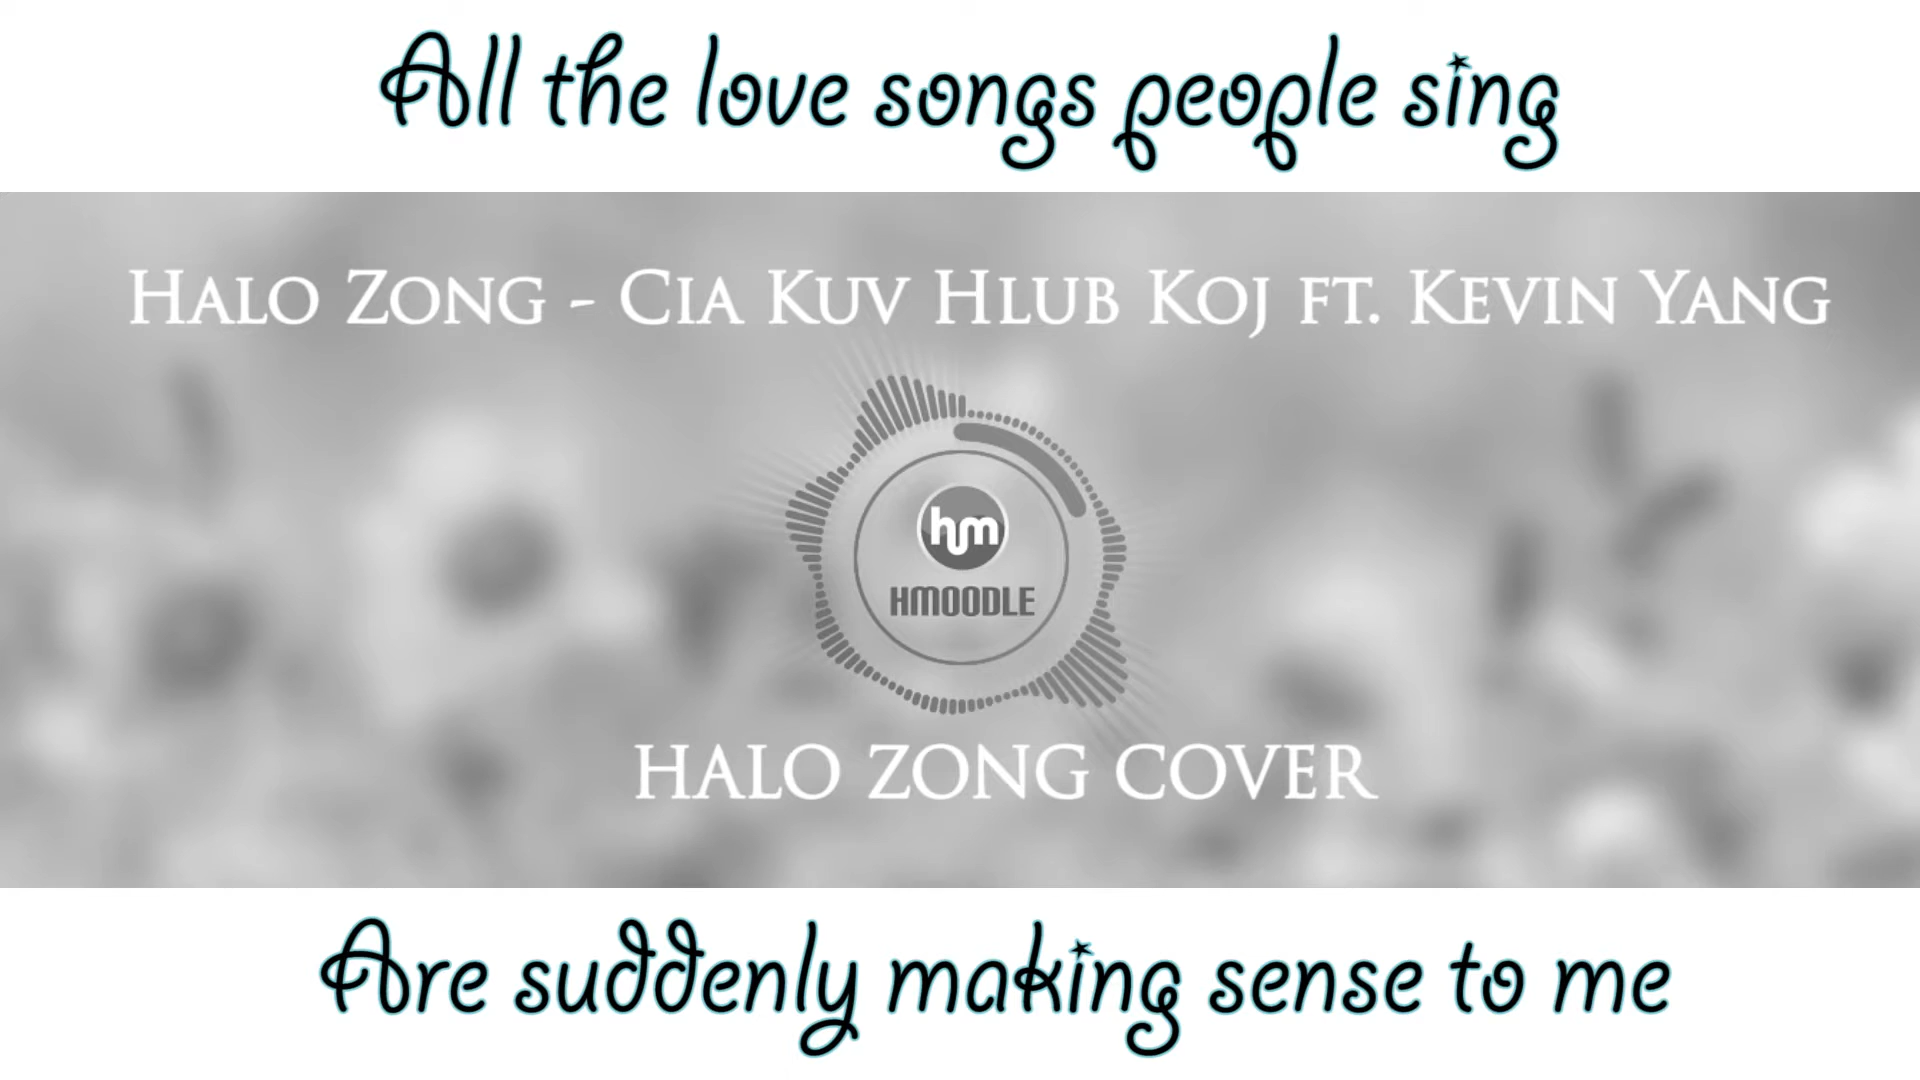 All the love songs people sing
Halo Zong - Cia Kuv Hlub Koj ft. Kevin Yang
hm
HMOODLE
HALO ZONG COVER
Are suddenly making sense to me